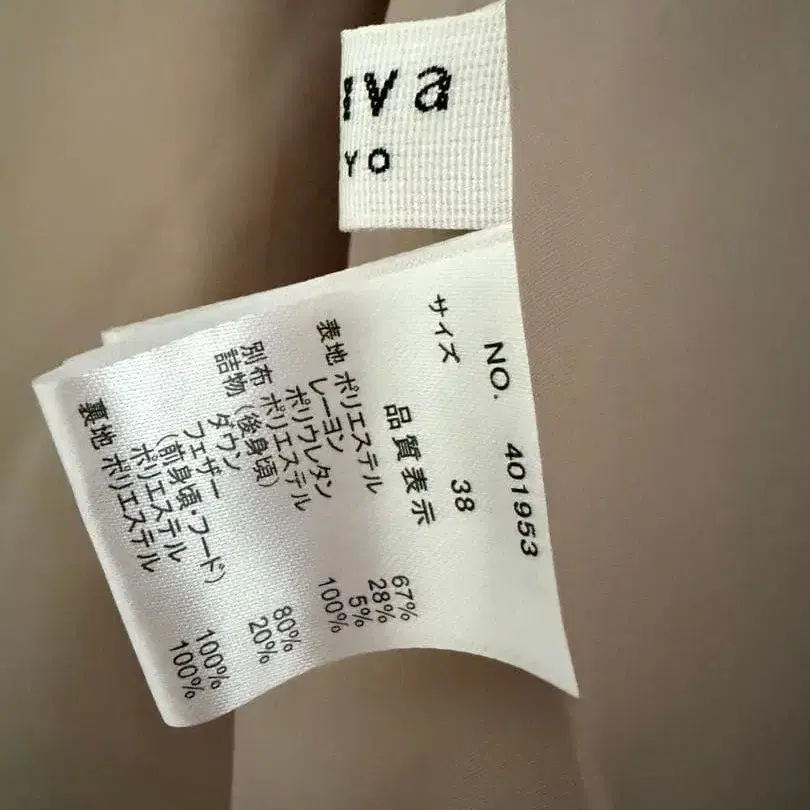 iva
YO
NO. 401953
サイズ 38
品質表示
表地 ポリエステル 67%
レーヨン 28%
ポリウレタン 5%
別布 ポリエステル 100%
詰物 (後身頃)
ダウン 80%
フェザー 20%
(前身頃・フード)
ポリエステル 100%
裏地 ポリエステル 100%